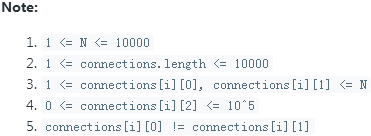 Note:
1. 1 <= N <= 10000
2. 1 <= connections.length <= 10000
3. 1 <= connections[i][0], connections[i][1] <= N
4. 0 <= connections[i][2] <= 10^5
5. connections[i][0] != connections[i][1]